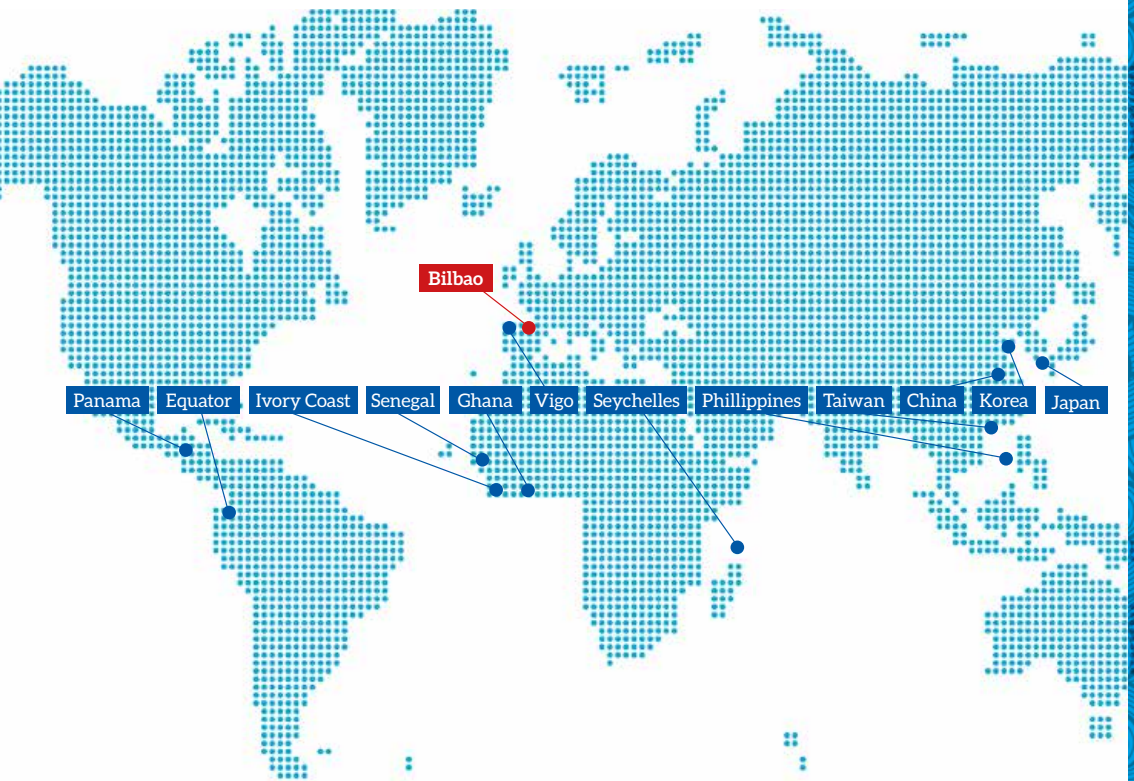 Bilbao
Panama
Equator
Ivory Coast
Senegal
Ghana
Vigo
Seychelles
Phillippines
Taiwan
China
Korea
Japan